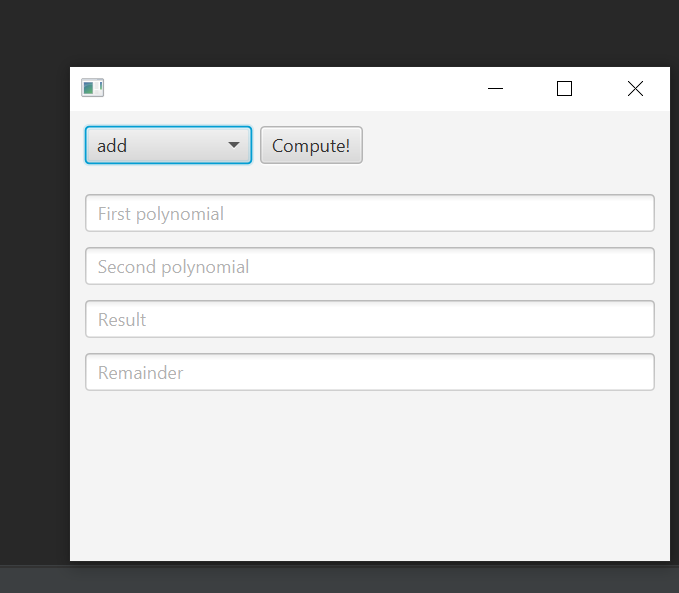 add Compute!
First polynomial
Second polynomial
Result
Remainder